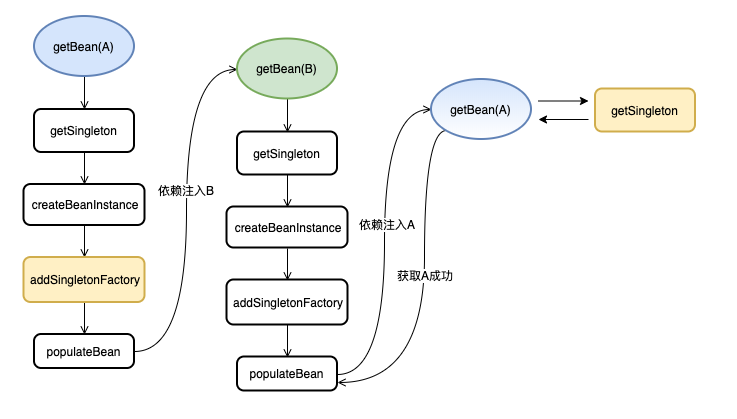 getBean(A)
getSingleton
createBeanInstance
addSingletonFactory
populateBean
依赖注入B
getBean(B)
getSingleton
createBeanInstance
addSingletonFactory
populateBean
依赖注入A
获取A成功
getBean(A)
getSingleton